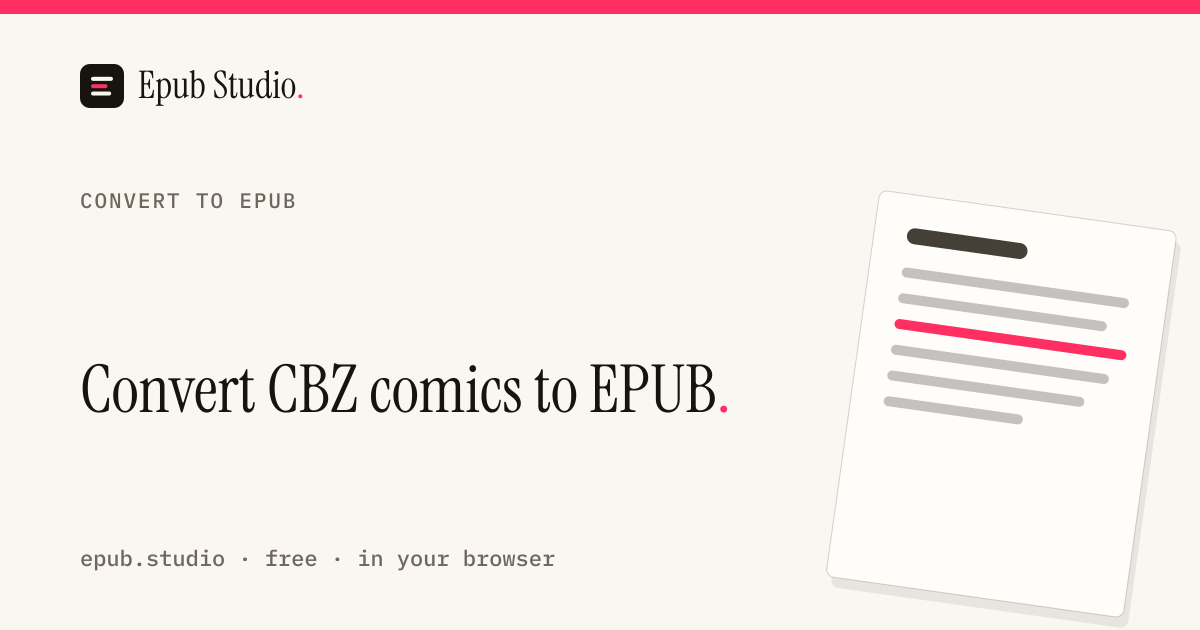 Epub Studio.
CONVERT TO EPUB
Convert CBZ comics to EPUB.
epub.studio · free · in your browser